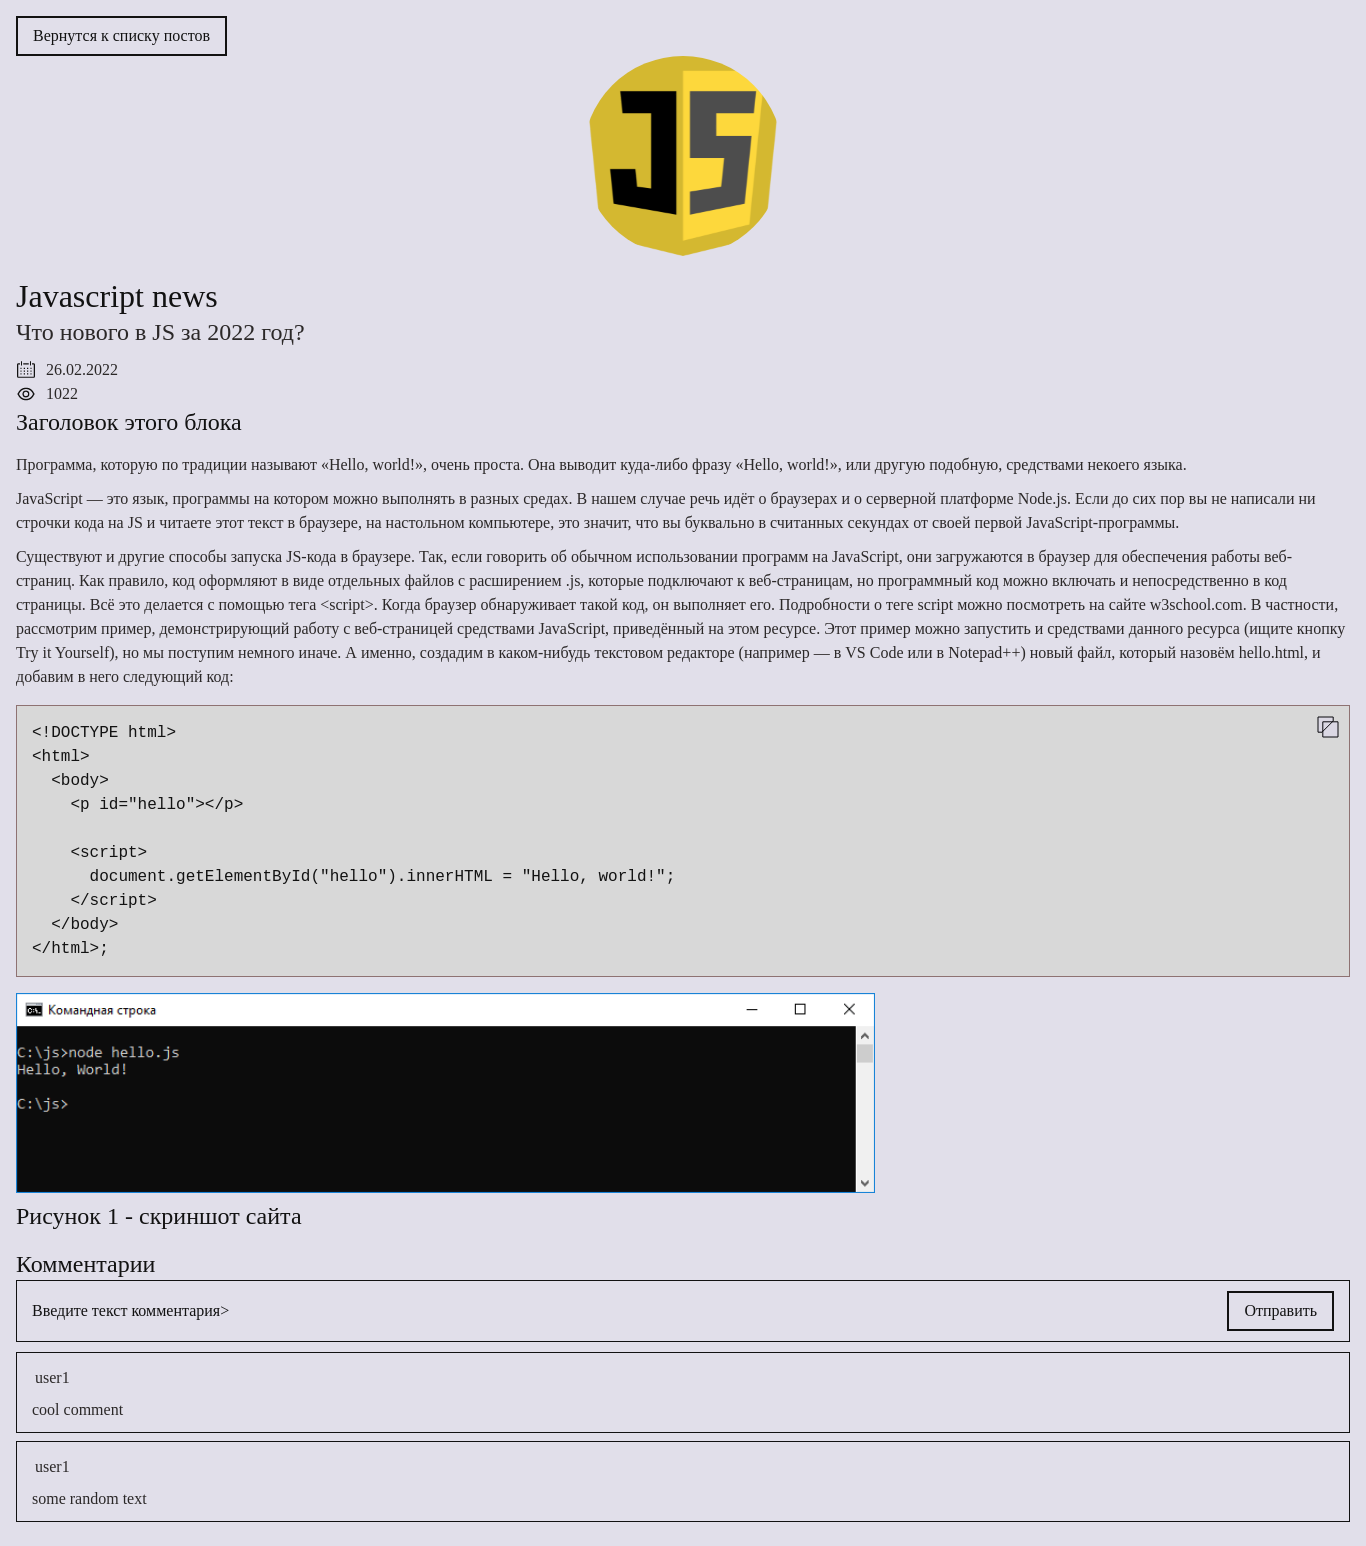 Вернутся к списку постов
JS
Javascript news
Что нового в JS за 2022 год?
26.02.2022
1022
Заголовок этого блока
Программа, которую по традиции называют «Hello, world!», очень проста. Она выводит куда-либо фразу «Hello, world!», или другую подобную, средствами некоего языка.
JavaScript — это язык, программы на котором можно выполнять в разных средах. В нашем случае речь идёт о браузерах и о серверной платформе Node.js. Если до сих пор вы не написали ни
строчки кода на JS и читаете этот текст в браузере, на настольном компьютере, это значит, что вы буквально в считанных секундах от своей первой JavaScript-программы.
Существуют и другие способы запуска JS-кода в браузере. Так, если говорить об обычном использовании программ на JavaScript, они загружаются в браузер для обеспечения работы веб-
страниц. Как правило, код оформляют в виде отдельных файлов с расширением .js, которые подключают к веб-страницам, но программный код можно включать и непосредственно в код
страницы. Всё это делается с помощью тега <script>. Когда браузер обнаруживает такой код, он выполняет его. Подробности о теге script можно посмотреть на сайте w3school.com. В частности,
рассмотрим пример, демонстрирующий работу с веб-страницей средствами JavaScript, приведённый на этом ресурсе. Этот пример можно запустить и средствами данного ресурса (ищите кнопку
Try it Yourself), но мы поступим немного иначе. А именно, создадим в каком-нибудь текстовом редакторе (например — в VS Code или в Notepad++) новый файл, который назовём hello.html, и
добавим в него следующий код:
<!DOCTYPE html>
<html>
  <body>
    <p id="hello"></p>

    <script>
      document.getElementById("hello").innerHTML = "Hello, world!";
    </script>
  </body>
</html>;
Командная строка
C:\js>node hello.js
Hello, World!
C:\js>
Рисунок 1 - скриншот сайта
Комментарии
Введите текст комментария>
Отправить
user1
cool comment
user1
some random text